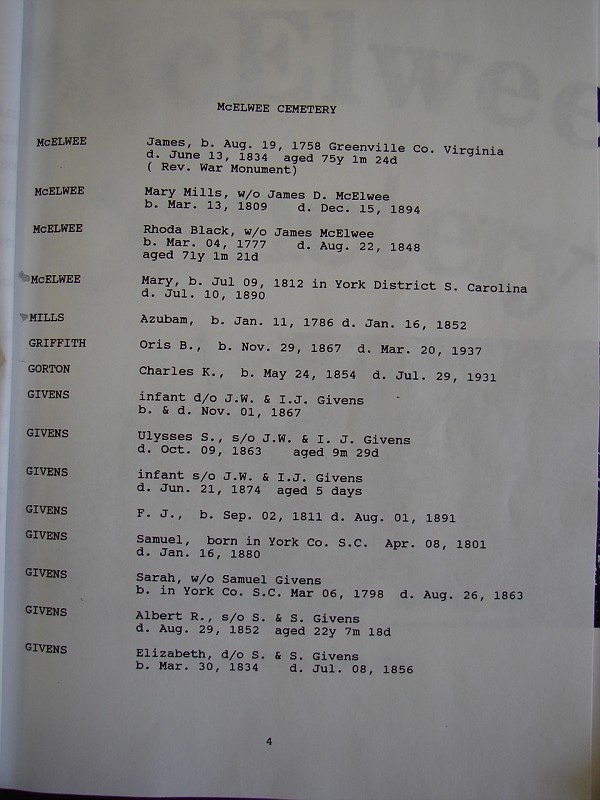 McELWEE CEMETERY
McELWEE James, b. Aug. 19, 1758 Greenville Co. Virginia
d. June 13, 1834 aged 75y 1m 24d
( Rev. War Monument)
McELWEE Mary Mills, w/o James D. McElwee
b. Mar. 13, 1809 d. Dec. 15, 1894
McELWEE Rhoda Black, w/o James McElwee
b. Mar. 04, 1777 d. Aug. 22, 1848
aged 71y 1m 21d
McELWEE Mary, b. Jul 09, 1812 in York District S. Carolina
d. Jul. 10, 1890
MILLS Azubam, b. Jan. 11, 1786 d. Jan. 16, 1852
GRIFFITH Oris B., b. Nov. 29, 1867 d. Mar. 20, 1937
GORTON Charles K., b. May 24, 1854 d. Jul. 29, 1931
GIVENS infant d/o J.W. & I.J. Givens
b. & d. Nov. 01, 1867
GIVENS Ulysses S., s/o J.W. & I. J. Givens
d. Oct. 09, 1863 aged 9m 29d
GIVENS infant s/o J.W. & I.J. Givens
d. Jun. 21, 1874 aged 5 days
GIVENS F. J., b. Sep. 02, 1811 d. Aug. 01, 1891
GIVENS Samuel, born in York Co. S.C. Apr. 08, 1801
d. Jan. 16, 1880
GIVENS Sarah, w/o Samuel Givens
b. in York Co. S.C. Mar 06, 1798 d. Aug. 26, 1863
GIVENS Albert R., s/o S. & S. Givens
d. Aug. 29, 1852 aged 22y 7m 18d
GIVENS Elizabeth, d/o S. & S. Givens
b. Mar. 30, 1834 d. Jul. 08, 1856
4
McElwee